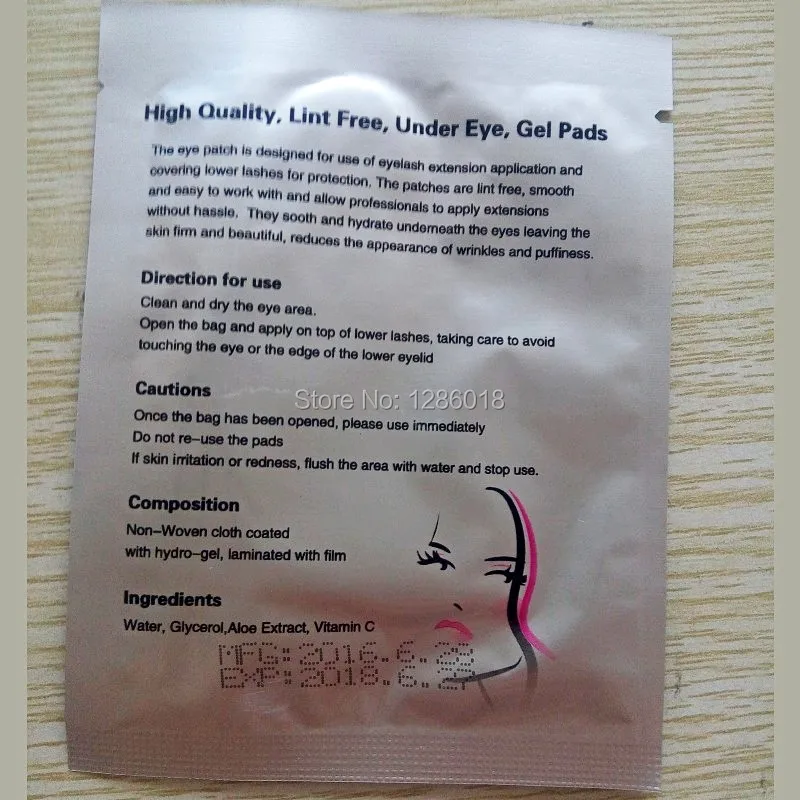 High Quality, Lint Free, Under Eye, Gel Pads
The eye patch is designed for use of eyelash extension application and
covering lower lashes for protection. The patches are lint free, smooth
and easy to work with and allow professionals to apply extensions
without hassle. They sooth and hydrate underneath the eyes leaving the
skin firm and beautiful, reduces the appearance of wrinkles and puffiness.
Direction for use
Clean and dry the eye area.
Open the bag and apply on top of lower lashes, taking care to avoid
touching the eye or the edge of the lower eyelid
Cautions
Store No: 1286018
Once the bag has been opened, please use immediately
Do not re-use the pads
If skin irritation or redness, flush the area with water and stop use.
Composition
Non-Woven cloth coated
with hydro-gel, laminated with film
Ingredients
Water, Glycerol,Aloe Extract, Vitamin C
MFG:2016.6.28
EXP:2018.6.27